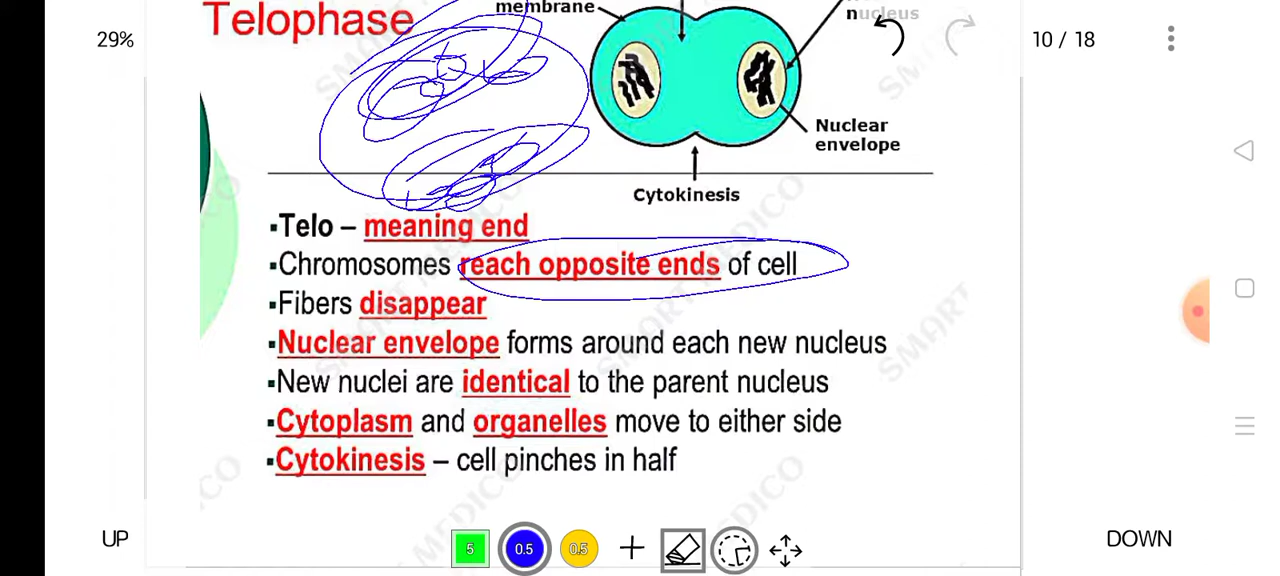 Telophase
membrane
nucleus
29%
10 / 18
Nuclear
envelope
Cytokinesis
▪Telo – meaning end
▪Chromosomes reach opposite ends of cell
▪Fibers disappear
▪Nuclear envelope forms around each new nucleus
▪New nuclei are identical to the parent nucleus
▪Cytoplasm and organelles move to either side
▪Cytokinesis – cell pinches in half
SMART MEDICO
UP
5
0.5
0.5
DOWN